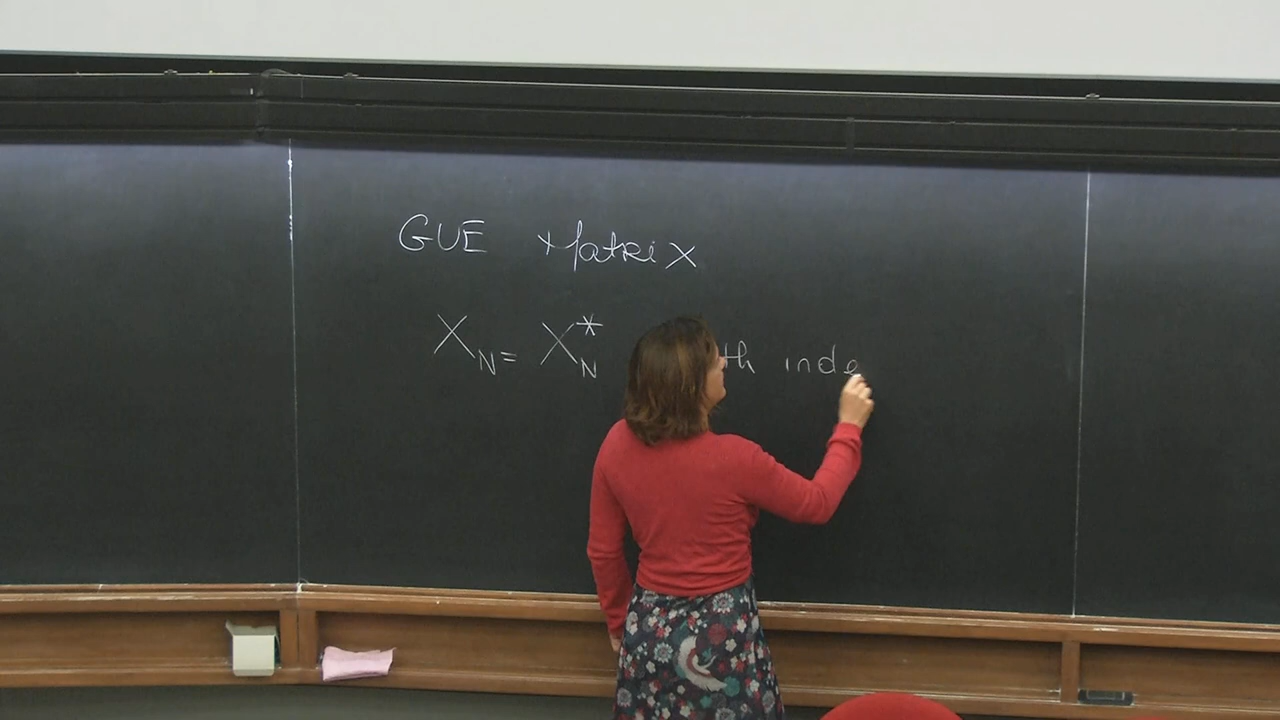 GUE Matrix
X_N = X_N^* th inde